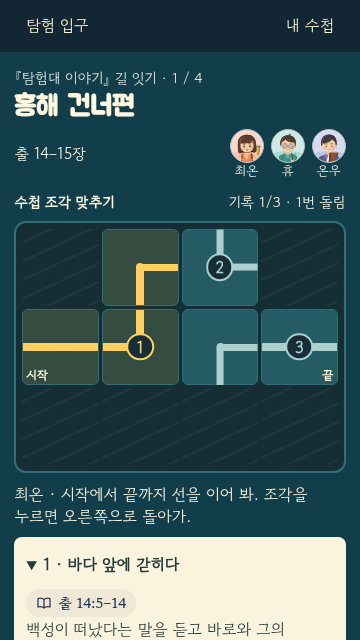 탐험 입구
내 수첩
『탐험대 이야기』 길 잇기 · 1 / 4
홍해 건너편
출 14–15장
최온
휴
온우
수첩 조각 맞추기
기록 1/3 · 1번 돌림
2
시작
1
3
끝
최온 · 시작에서 끝까지 선을 이어 봐. 조각을
누르면 오른쪽으로 돌아가.
▼ 1 · 바다 앞에 갇히다
출 14:5–14
백성이 떠났다는 말을 듣고 바로와 그의